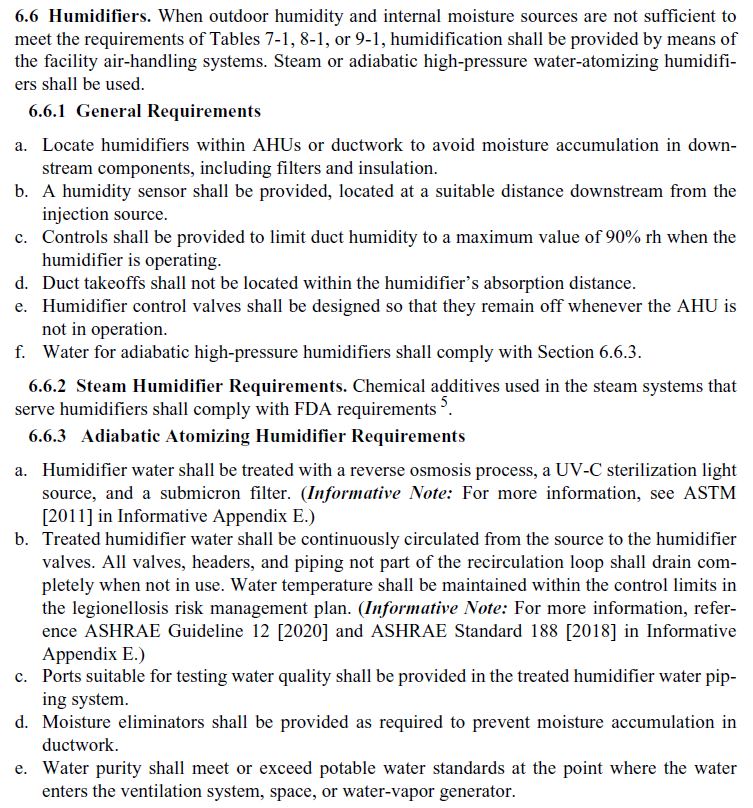 6.6 Humidifiers. When outdoor humidity and internal moisture sources are not sufficient to
meet the requirements of Tables 7-1, 8-1, or 9-1, humidification shall be provided by means of
the facility air-handling systems. Steam or adiabatic high-pressure water-atomizing humidifi-
ers shall be used.
6.6.1 General Requirements
a. Locate humidifiers within AHUs or ductwork to avoid moisture accumulation in down-
stream components, including filters and insulation.
b. A humidity sensor shall be provided, located at a suitable distance downstream from the
injection source.
c. Controls shall be provided to limit duct humidity to a maximum value of 90% rh when the
humidifier is operating.
d. Duct takeoffs shall not be located within the humidifier’s absorption distance.
e. Humidifier control valves shall be designed so that they remain off whenever the AHU is
not in operation.
f. Water for adiabatic high-pressure humidifiers shall comply with Section 6.6.3.
6.6.2 Steam Humidifier Requirements. Chemical additives used in the steam systems that
serve humidifiers shall comply with FDA requirements 5.
6.6.3 Adiabatic Atomizing Humidifier Requirements
a. Humidifier water shall be treated with a reverse osmosis process, a UV-C sterilization light
source, and a submicron filter. (Informative Note: For more information, see ASTM
[2011] in Informative Appendix E.)
b. Treated humidifier water shall be continuously circulated from the source to the humidifier
valves. All valves, headers, and piping not part of the recirculation loop shall drain com-
pletely when not in use. Water temperature shall be maintained within the control limits in
the legionellosis risk management plan. (Informative Note: For more information, refer-
ence ASHRAE Guideline 12 [2020] and ASHRAE Standard 188 [2018] in Informative
Appendix E.)
c. Ports suitable for testing water quality shall be provided in the treated humidifier water pip-
ing system.
d. Moisture eliminators shall be provided as required to prevent moisture accumulation in
ductwork.
e. Water purity shall meet or exceed potable water standards at the point where the water
enters the ventilation system, space, or water-vapor generator.